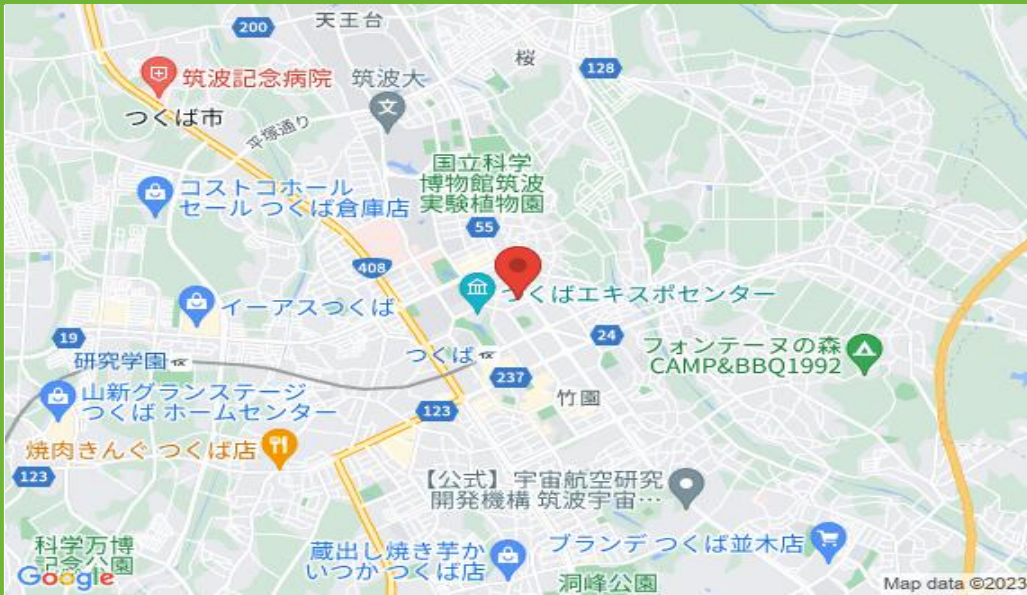 天王台
200
桜
128
筑波記念病院
筑波大
つくば市
平塚通り
国立科学
博物館筑波
実験植物園
コストコホール
セール つくば倉庫店
55
408
つくばエキスポセンター
イーアスつくば
19
24
研究学園
つくば
フォンテーヌの森
CAMP&BBQ1992
237
山新グランステージ
つくば ホームセンター
竹園
123
焼肉きんぐ つくば店
123
【公式】宇宙航空研究
開発機構 筑波宇宙…
科学万博
記念公園
蔵出し焼き芋か
いつか つくば店
ブランデ つくば並木店
洞峰公園
Google
Map data ©2023